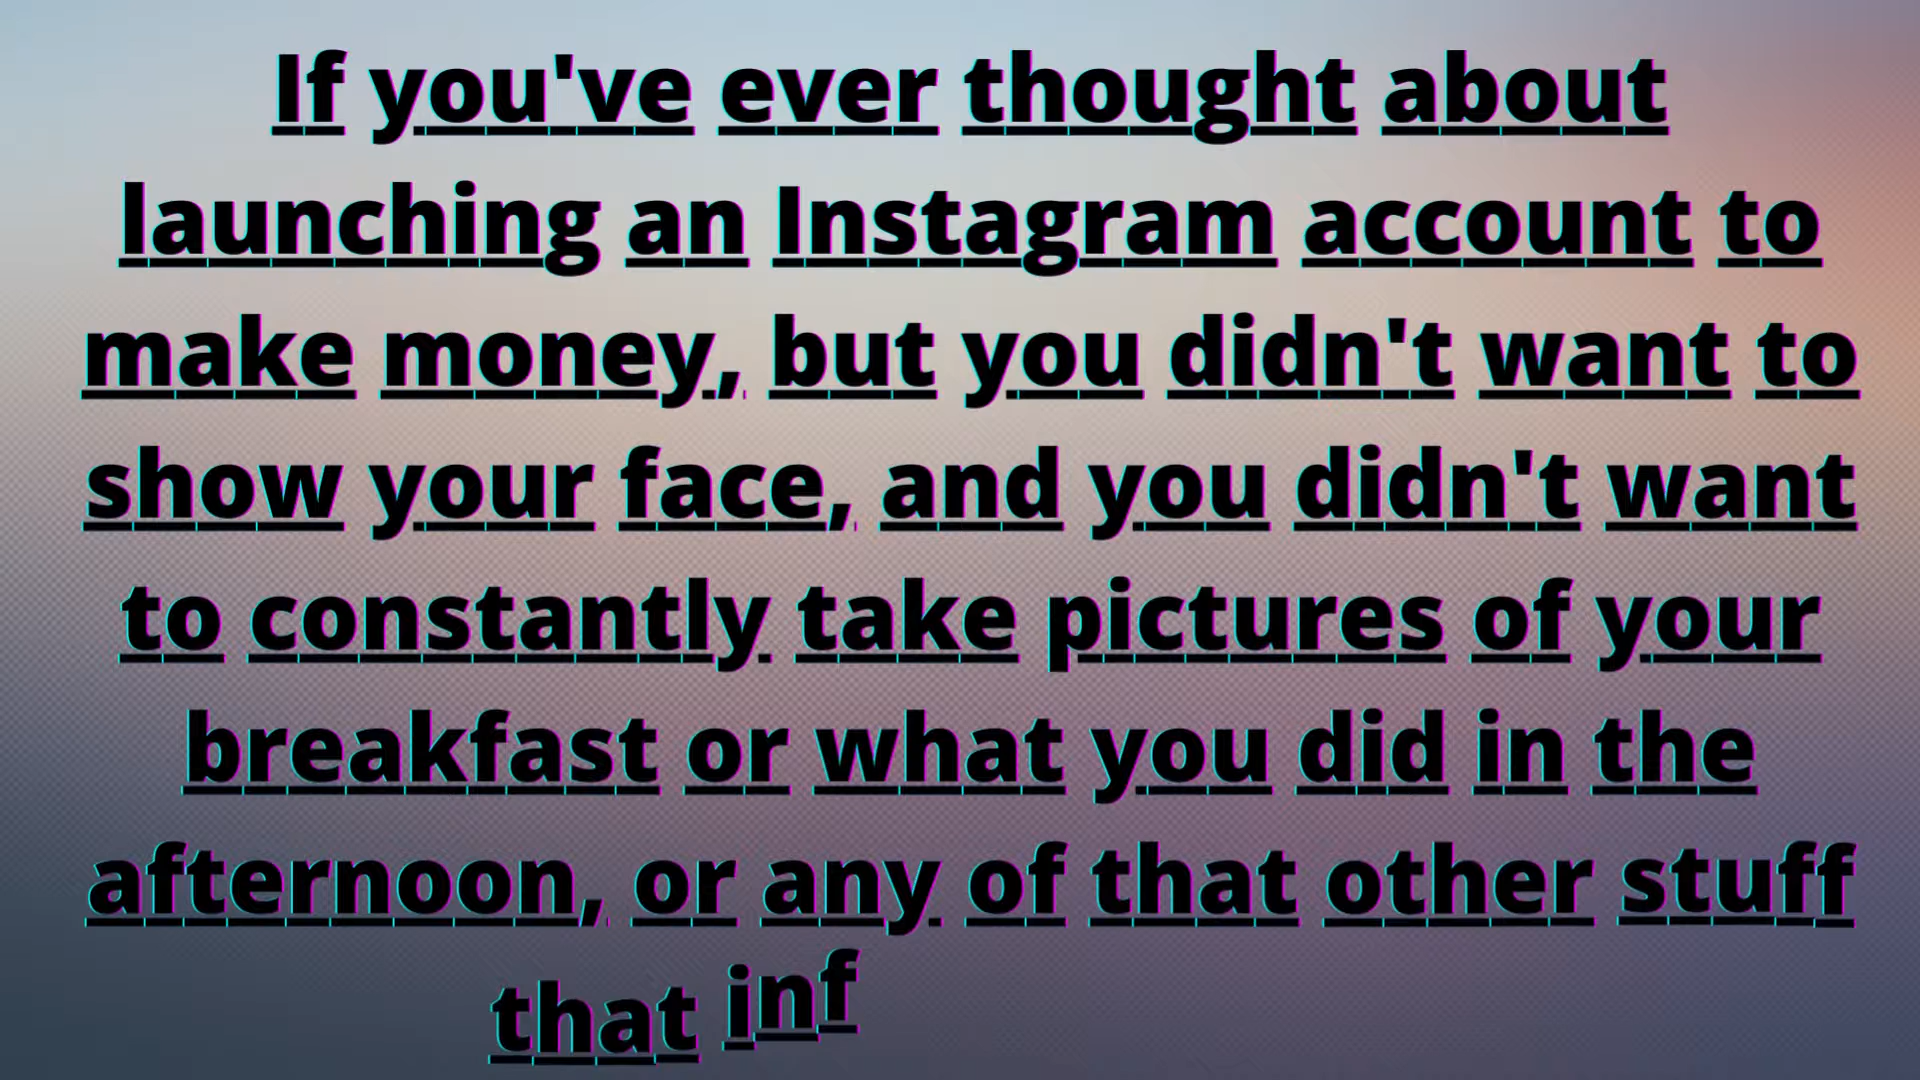 If you've ever thought about
launching an Instagram account to
make money, but you didn't want to
show your face, and you didn't want
to constantly take pictures of your
breakfast or what you did in the
afternoon, or any of that other stuff
that inf